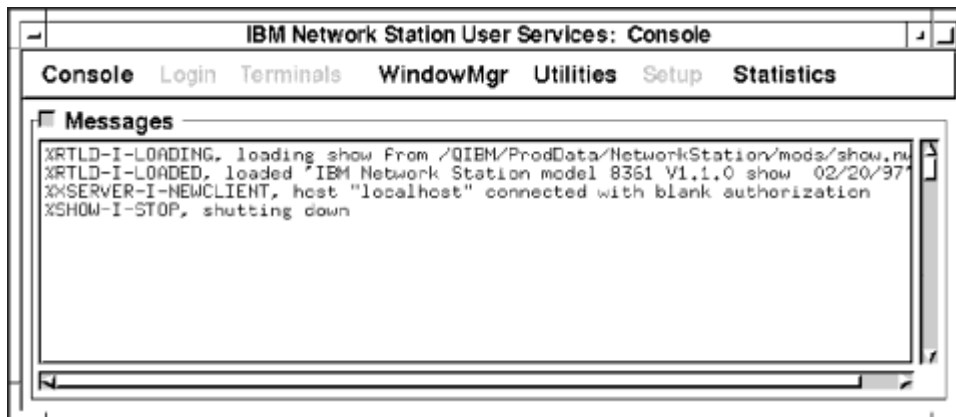 IBM Network Station User Services: Console
Console Login Terminals WindowMgr Utilities Setup Statistics
Messages
%RTLD-I-LOADING, loading show from /QIBM/ProdData/NetworkStation/mods/show.nw
%RTLD-I-LOADED, loaded "IBM Network Station model 8361 V1.1.0 show 02/20/97"
%XSERVER-I-NEWCLIENT, host "localhost" connected with blank authorization
%SHOW-I-STOP, shutting down